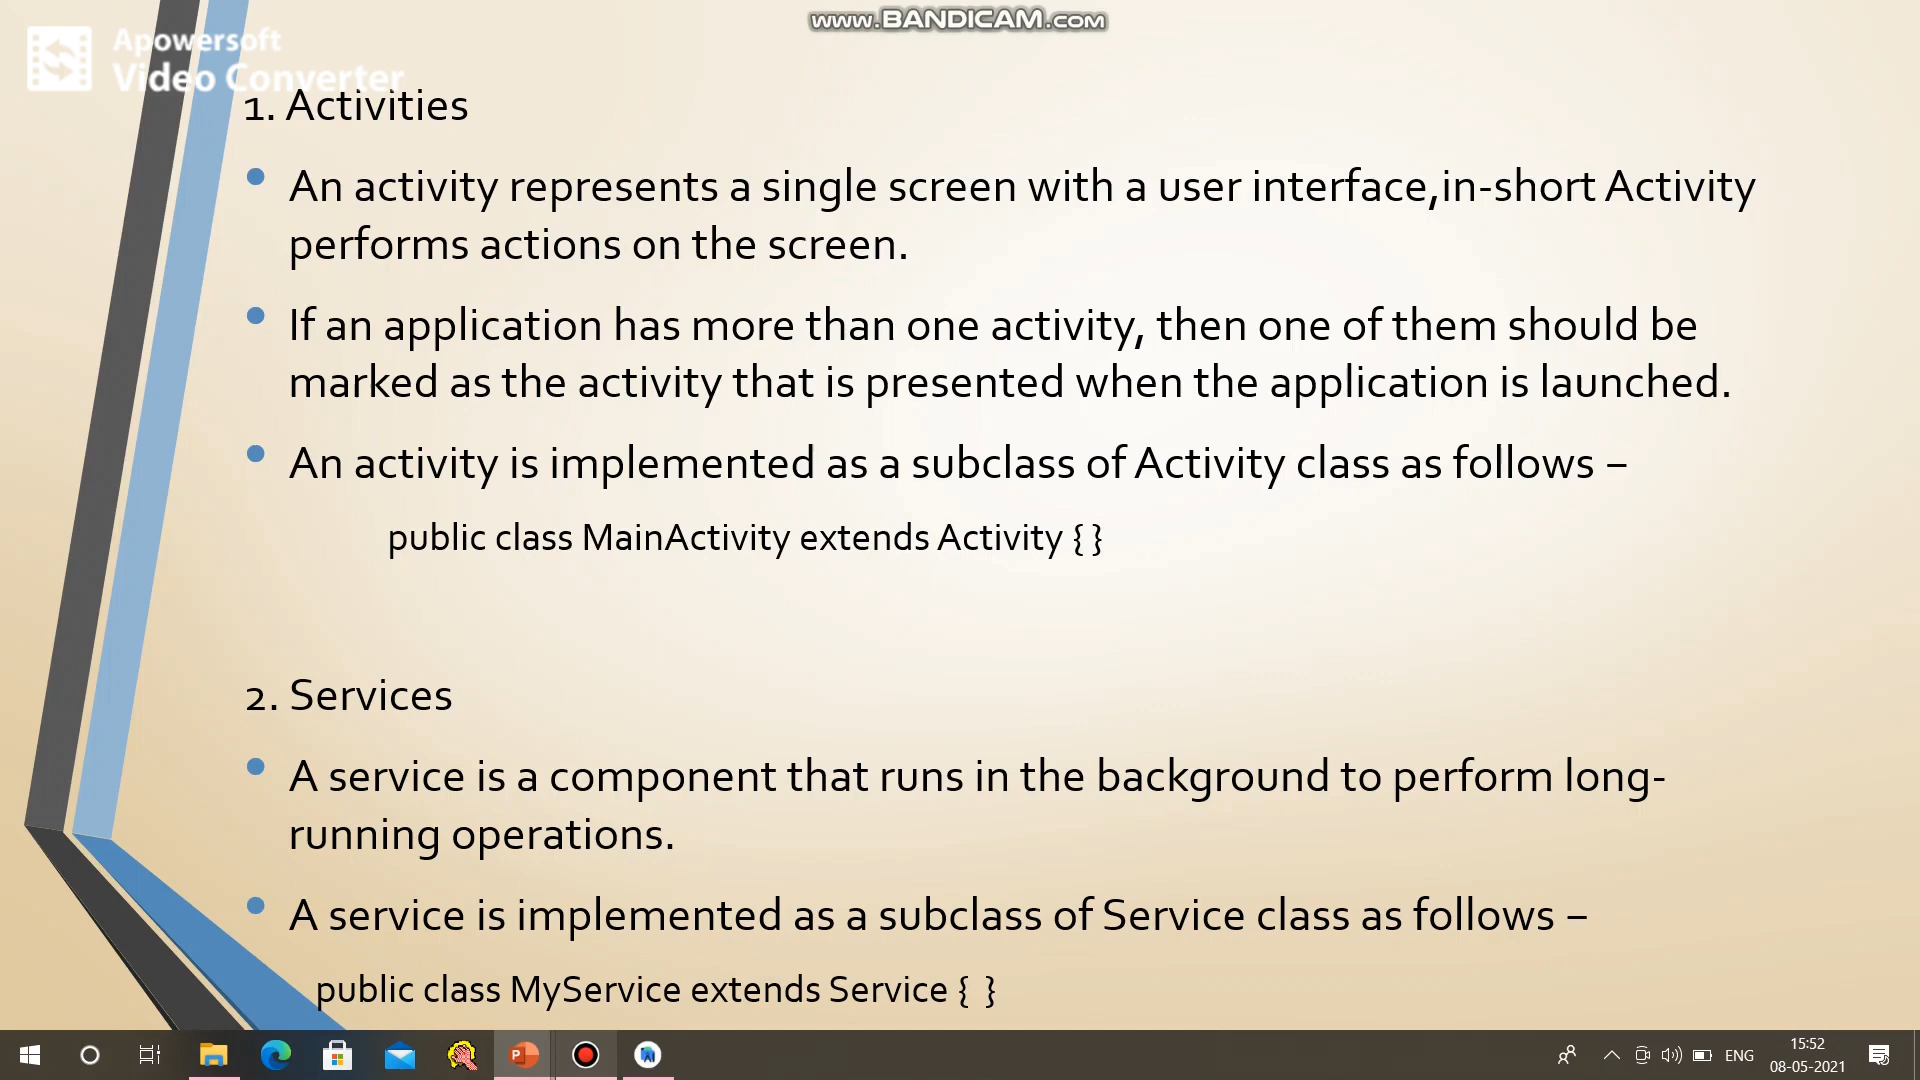 www.BANDICAM.com
Apowersoft
Video Converter
1. Activities
An activity represents a single screen with a user interface,in-short Activity
performs actions on the screen.
If an application has more than one activity, then one of them should be
marked as the activity that is presented when the application is launched.
An activity is implemented as a subclass of Activity class as follows –
public class MainActivity extends Activity { }
2. Services
A service is a component that runs in the background to perform long-
running operations.
A service is implemented as a subclass of Service class as follows –
public class MyService extends Service { }
ENG
15:52
08-05-2021